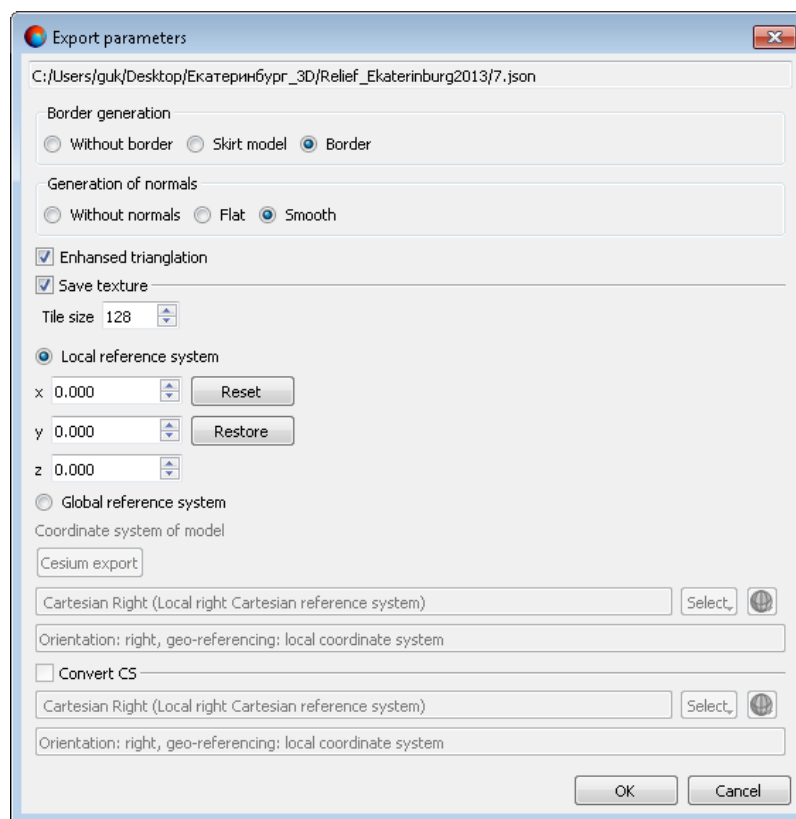 Export parameters
C:/Users/guk/Desktop/Екатеринбург_3D/Relief_Ekaterinburg2013/7.json
Border generation
Without border Skirt model Border
Generation of normals
Without normals Flat Smooth
Enhansed trianglation
Save texture
Tile size 128
Local reference system
x 0.000 Reset
y 0.000 Restore
z 0.000
Global reference system
Coordinate system of model
Cesium export
Cartesian Right (Local right Cartesian reference system) Select
Orientation: right, geo-referencing: local coordinate system
Convert CS
Cartesian Right (Local right Cartesian reference system) Select
Orientation: right, geo-referencing: local coordinate system
OK Cancel